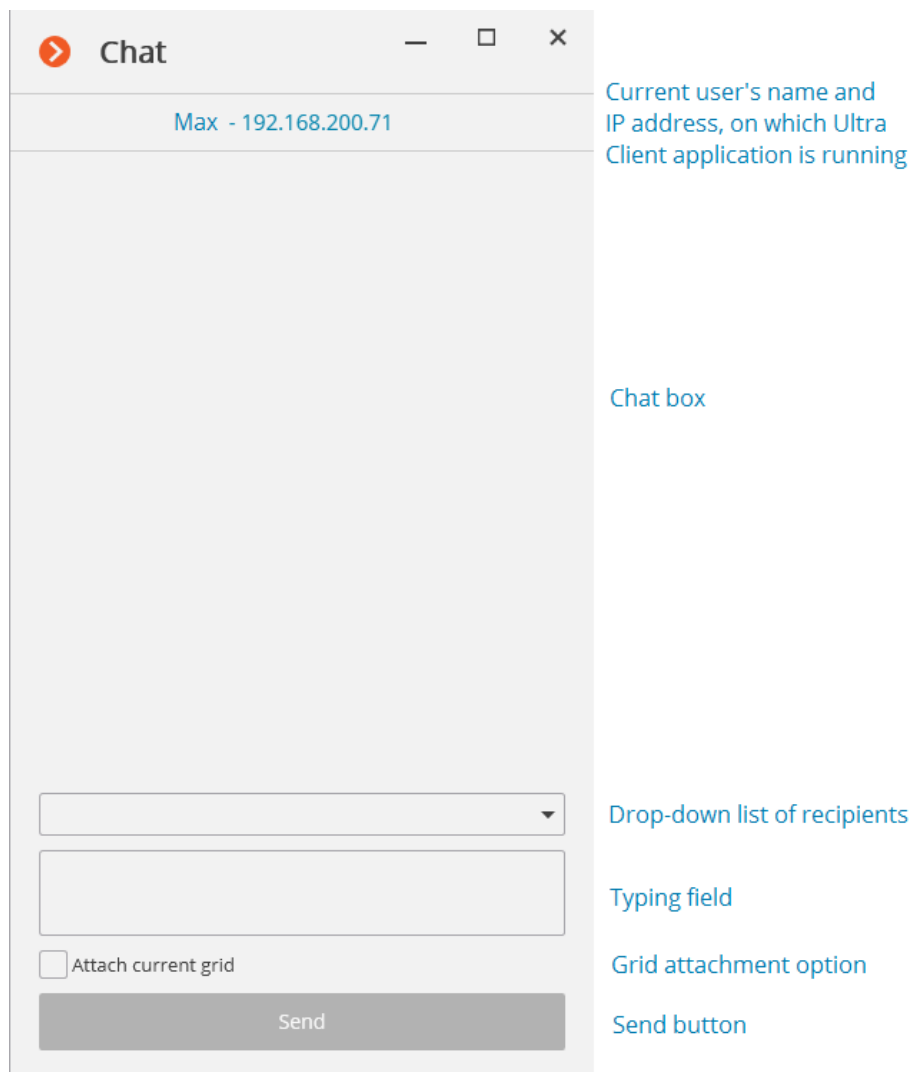 Chat
Max - 192.168.200.71
Current user's name and
IP address, on which Ultra
Client application is running
Chat box
Drop-down list of recipients
Typing field
Attach current grid
Grid attachment option
Send
Send button